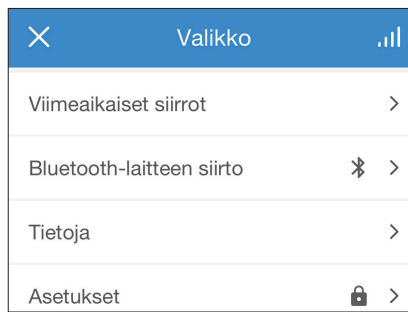 Valikko
Viimeaikaiset siirrot
Bluetooth-laitteen siirto
Tietoja
Asetukset